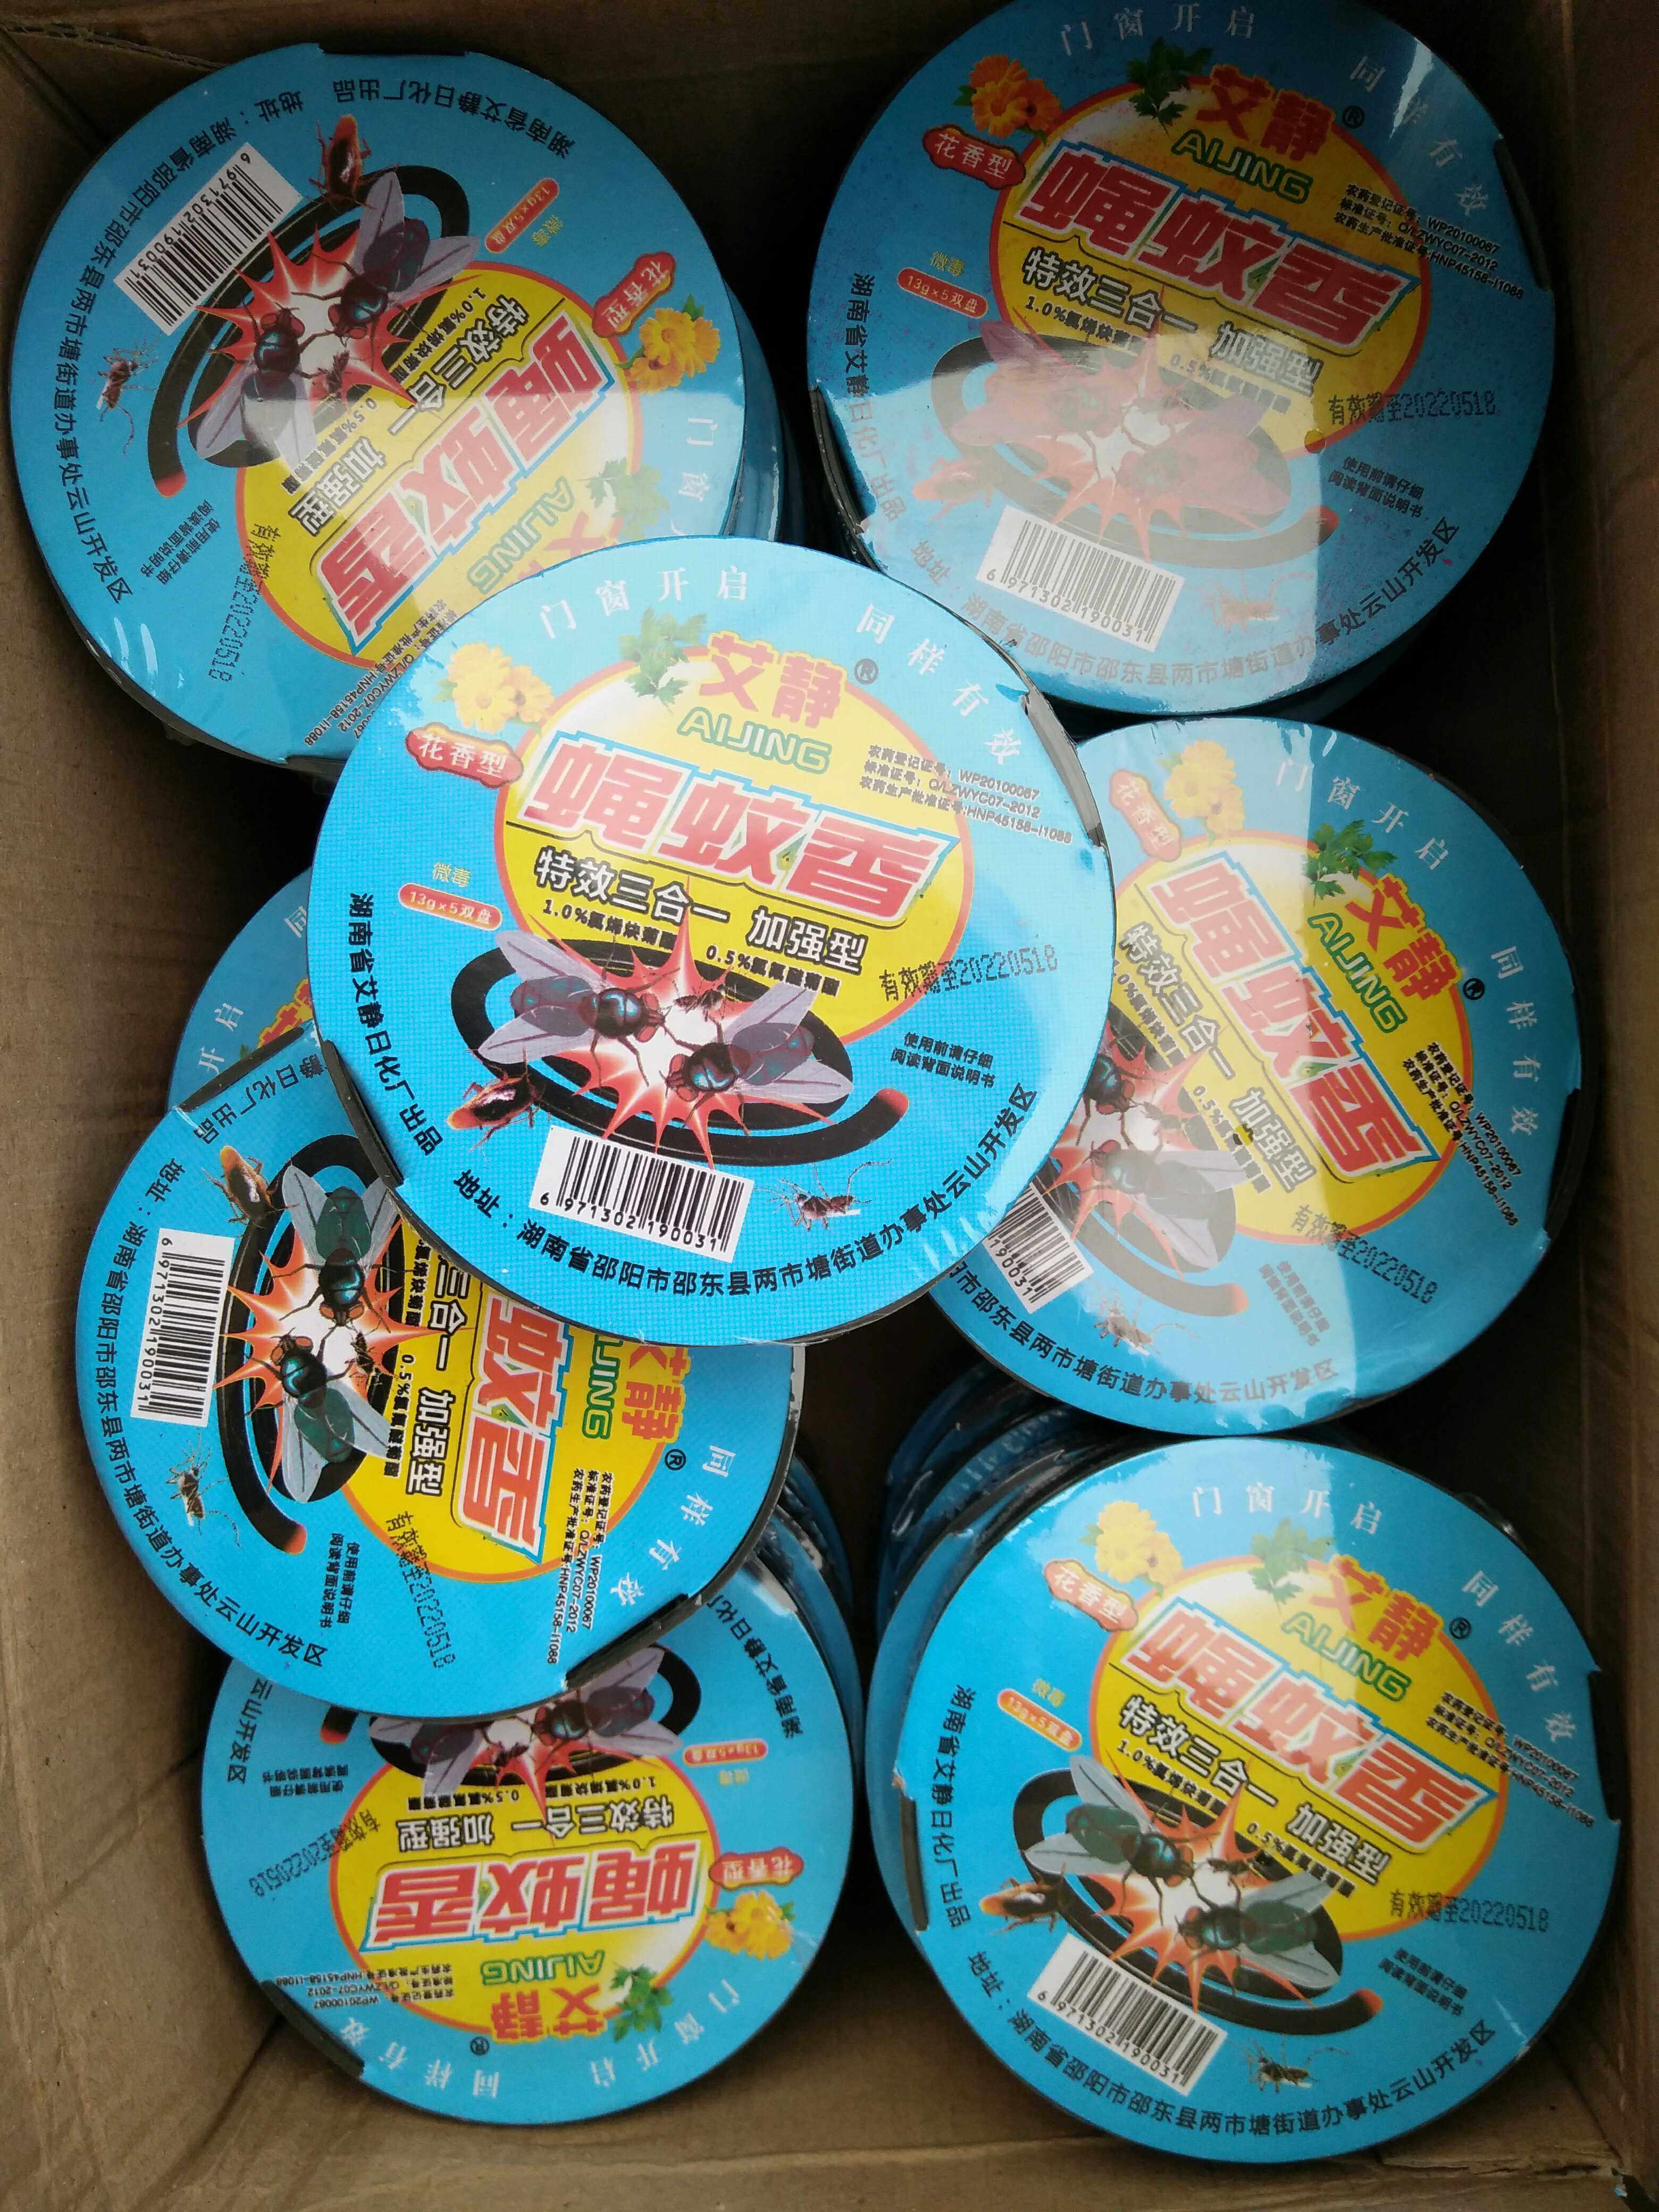 门窗开启 同样有效
艾静®
AIJING
花香型
农药登记证号：WP20100067
标准证号：Q/LZWYC07-2012
农药生产批准证号:HNP45158-I1088
蝇蚊香
微毒
13g×5双盘
特效三合一 加强型
1.0%氯烯炔菊酯 0.5%氯氟醚菊酯
有效期至20220518
使用前请仔细
阅读背面说明书
湖南省艾静日化厂出品
6 971302 190031
地址：湖南省邵阳市邵东县两市塘街道办事处云山开发区